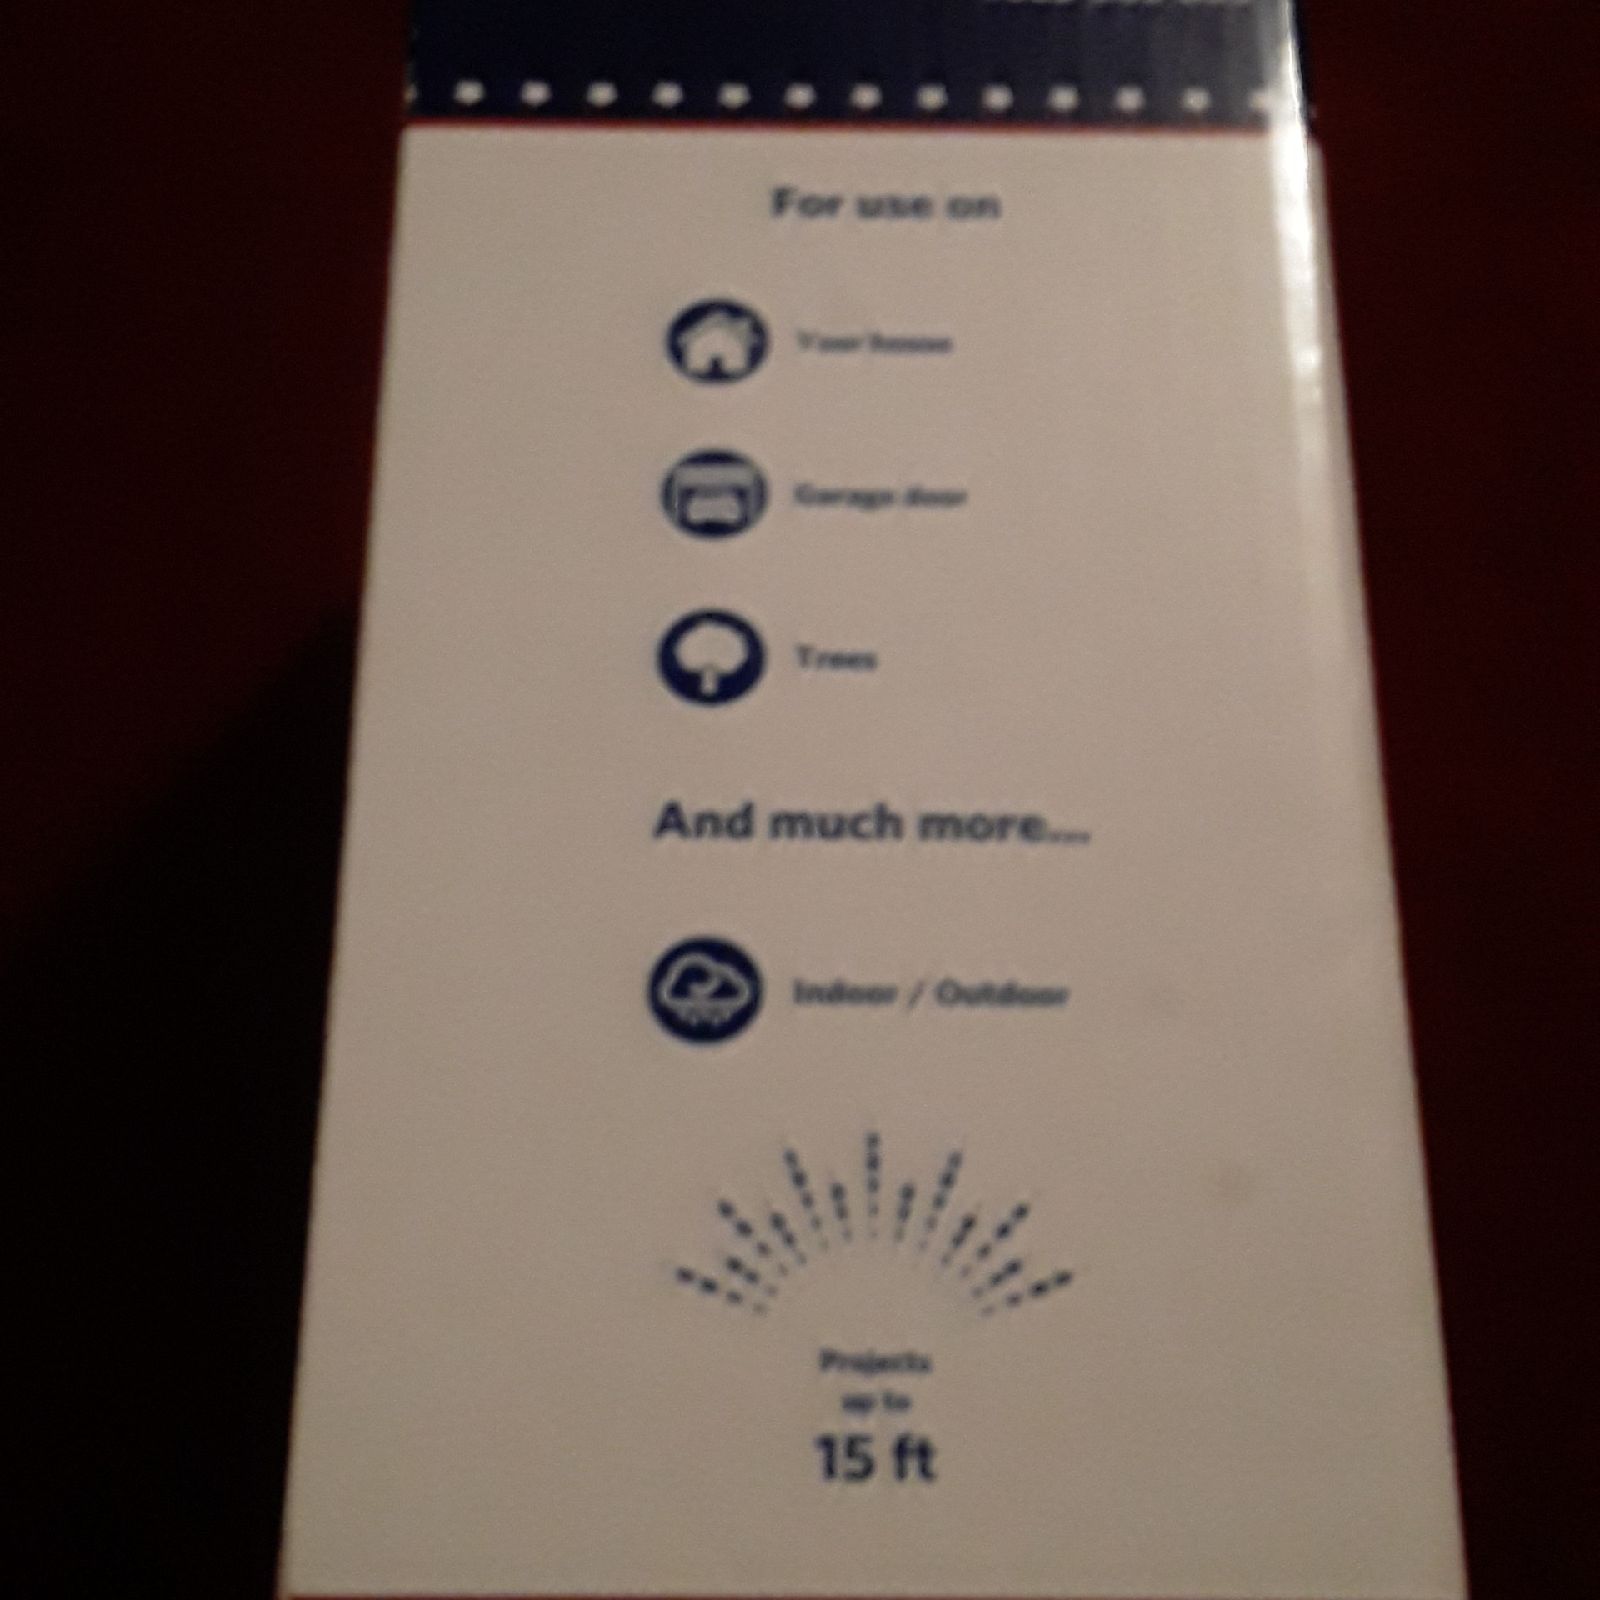 For use on
Your house
Garage door
Trees
And much more...
Indoor / Outdoor
Projects
up to
15 ft